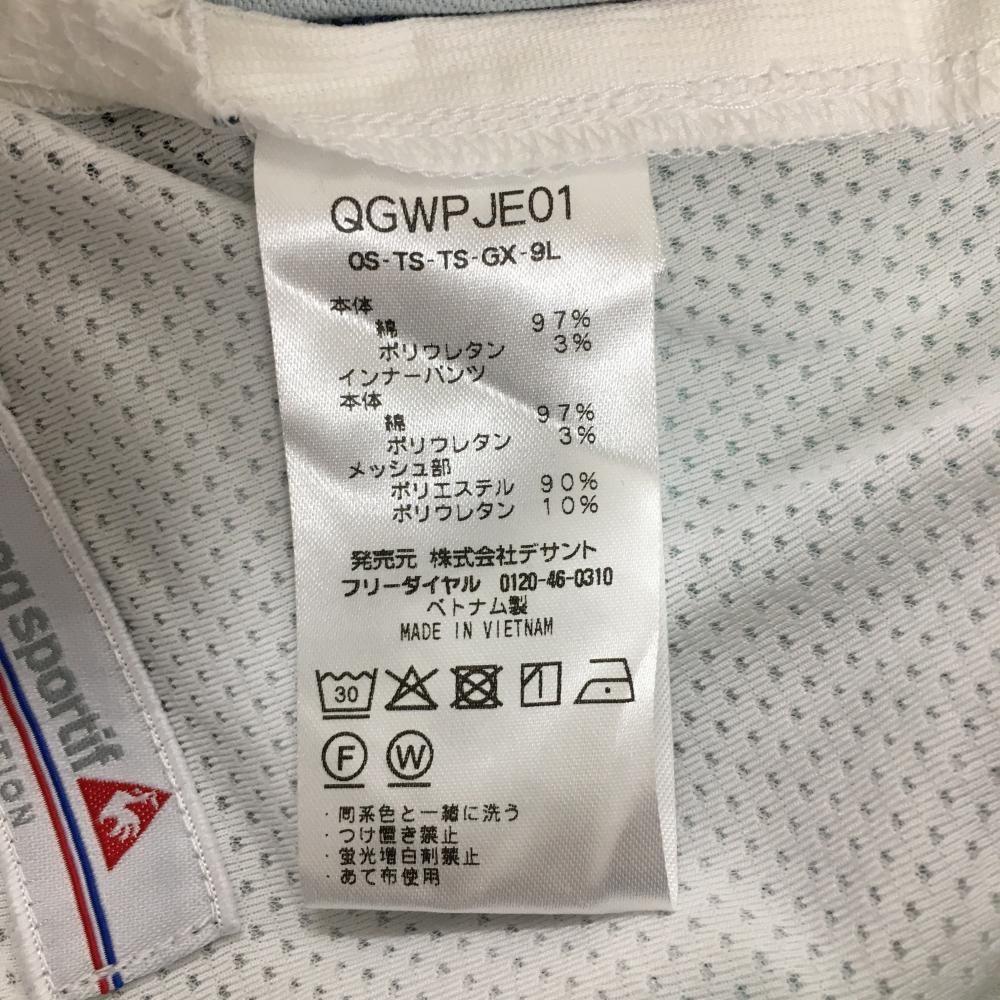 QGWPJE01
OS-TS-TS-GX-9L
本体
綿 97%
ポリウレタン 3%
インナーパンツ
本体
綿 97%
ポリウレタン 3%
メッシュ部
ポリエステル 90%
ポリウレタン 10%
発売元 株式会社デサント
フリーダイヤル 0120-46-0310
ベトナム製
MADE IN VIETNAM
30
F W
・同系色と一緒に洗う
・つけ置き禁止
・蛍光増白剤禁止
・あて布使用
sportif